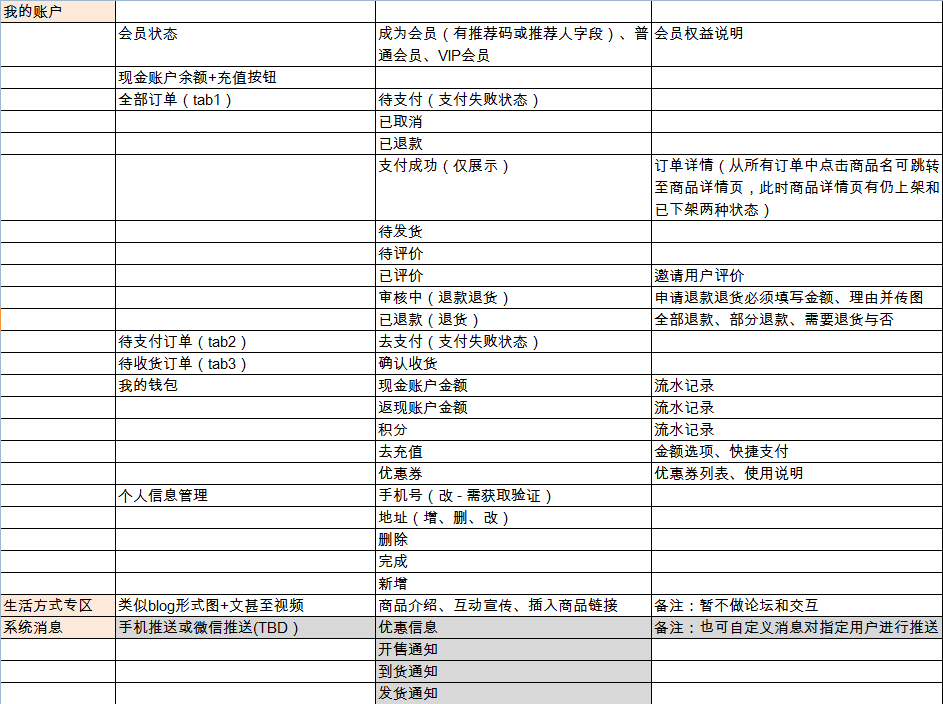 我的账户
会员状态 成为会员（有推荐码或推荐人字段）、普 会员权益说明
通会员、VIP会员
现金账户余额+充值按钮
全部订单（tab1） 待支付（支付失败状态）
已取消
已退款
支付成功（仅展示） 订单详情（从所有订单中点击商品名可跳转
至商品详情页，此时商品详情页有仍上架和
已下架两种状态）
待发货
待评价
已评价 邀请用户评价
审核中（退款退货） 申请退款退货必须填写金额、理由并传图
已退款（退货） 全部退款、部分退款、需要退货与否
待支付订单（tab2） 去支付（支付失败状态）
待收货订单（tab3） 确认收货
我的钱包 现金账户金额 流水记录
返现账户金额 流水记录
积分 流水记录
去充值 金额选项、快捷支付
优惠券 优惠券列表、使用说明
个人信息管理 手机号（改－需获取验证）
地址（增、删、改）
删除
完成
新增
生活方式专区 类似blog形式图+文甚至视频 商品介绍、互动宣传、插入商品链接 备注：暂不做论坛和交互
系统消息 手机推送或微信推送(TBD） 优惠信息 备注：也可自定义消息对指定用户进行推送
开售通知
到货通知
发货通知